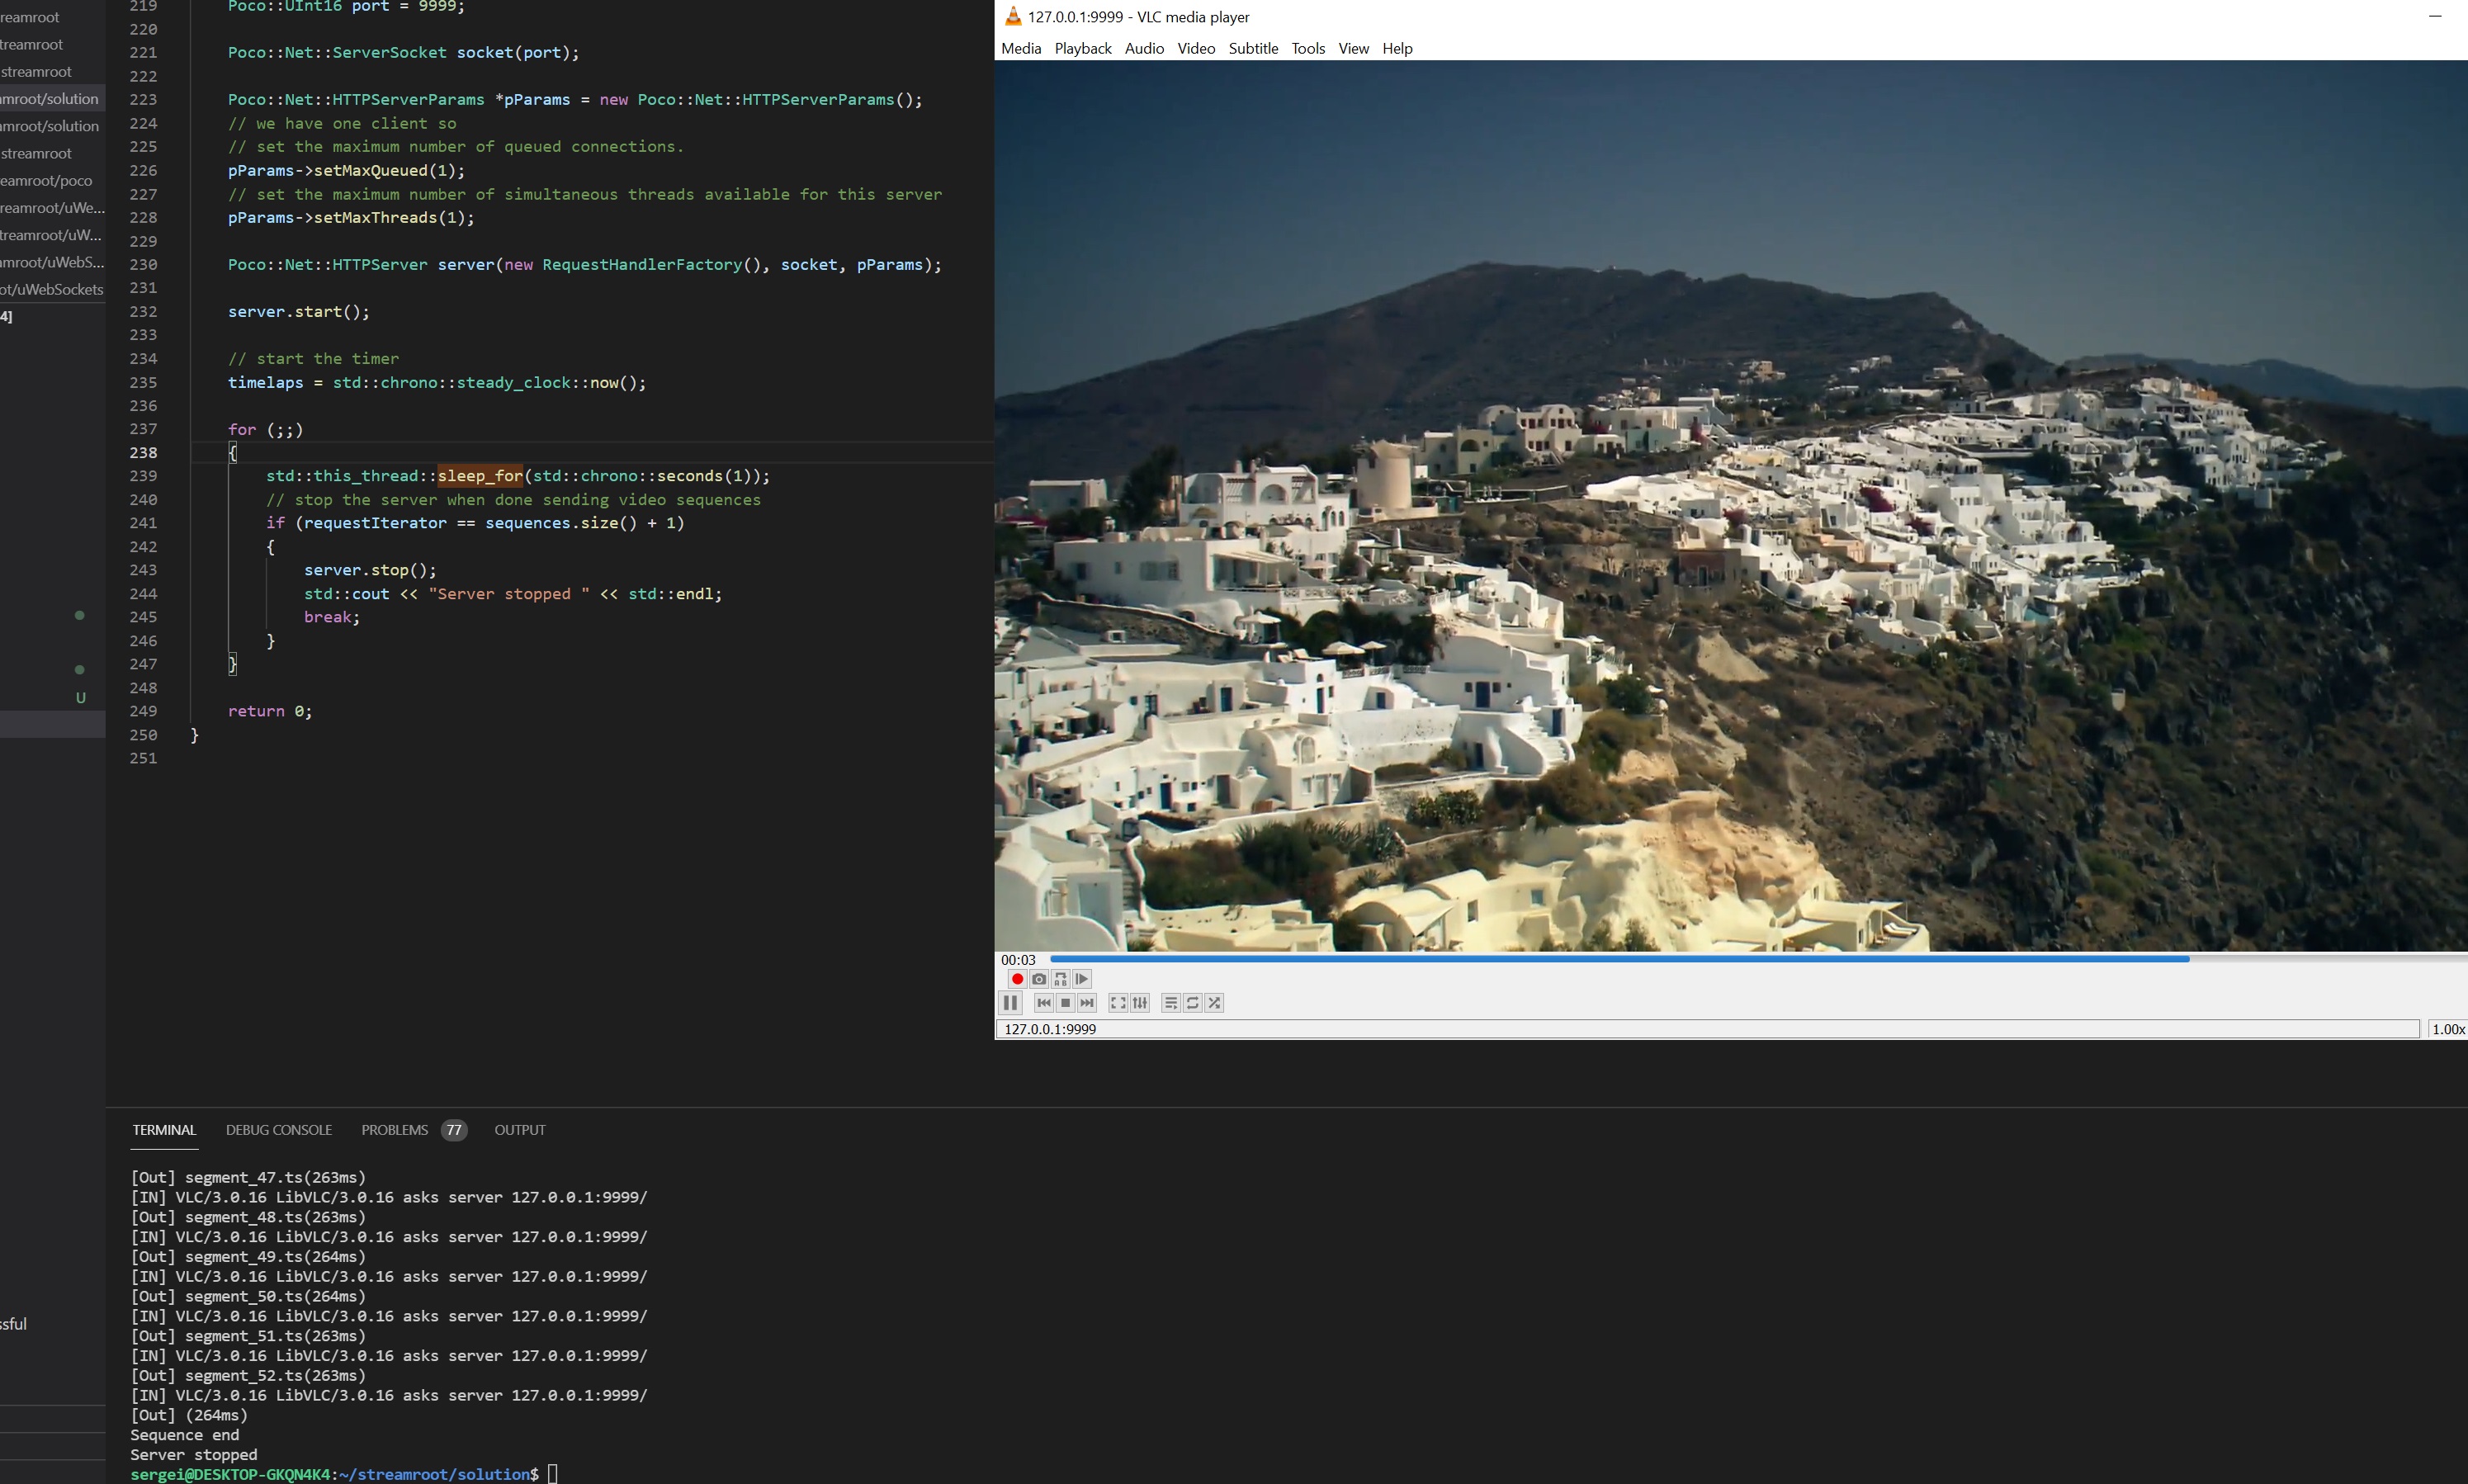 reamroot
treamroot
streamroot
amroot/solution
amroot/solution
streamroot
eamroot/poco
reamroot/uWe...
treamroot/uW...
amroot/uWebS...
ot/uWebSockets
4]
U
ssful
219 Poco::UInt16 port = 9999;
220
221 Poco::Net::ServerSocket socket(port);
222
223 Poco::Net::HTTPServerParams *pParams = new Poco::Net::HTTPServerParams();
224 // we have one client so
225 // set the maximum number of queued connections.
226 pParams->setMaxQueued(1);
227 // set the maximum number of simultaneous threads available for this server
228 pParams->setMaxThreads(1);
229
230 Poco::Net::HTTPServer server(new RequestHandlerFactory(), socket, pParams);
231
232 server.start();
233
234 // start the timer
235 timelaps = std::chrono::steady_clock::now();
236
237 for (;;)
238 {
239 std::this_thread::sleep_for(std::chrono::seconds(1));
240 // stop the server when done sending video sequences
241 if (requestIterator == sequences.size() + 1)
242 {
243 server.stop();
244 std::cout << "Server stopped " << std::endl;
245 break;
246 }
247 }
248
249 return 0;
250 }
251
127.0.0.1:9999 - VLC media player
Media Playback Audio Video Subtitle Tools View Help
00:03
A B
127.0.0.1:9999
1.00x
TERMINAL DEBUG CONSOLE PROBLEMS 77 OUTPUT
[Out] segment_47.ts(263ms)
[IN] VLC/3.0.16 LibVLC/3.0.16 asks server 127.0.0.1:9999/
[Out] segment_48.ts(263ms)
[IN] VLC/3.0.16 LibVLC/3.0.16 asks server 127.0.0.1:9999/
[Out] segment_49.ts(264ms)
[IN] VLC/3.0.16 LibVLC/3.0.16 asks server 127.0.0.1:9999/
[Out] segment_50.ts(264ms)
[IN] VLC/3.0.16 LibVLC/3.0.16 asks server 127.0.0.1:9999/
[Out] segment_51.ts(263ms)
[IN] VLC/3.0.16 LibVLC/3.0.16 asks server 127.0.0.1:9999/
[Out] segment_52.ts(263ms)
[IN] VLC/3.0.16 LibVLC/3.0.16 asks server 127.0.0.1:9999/
[Out] (264ms)
Sequence end
Server stopped
sergei@DESKTOP-GKQN4K4:~/streamroot/solution$